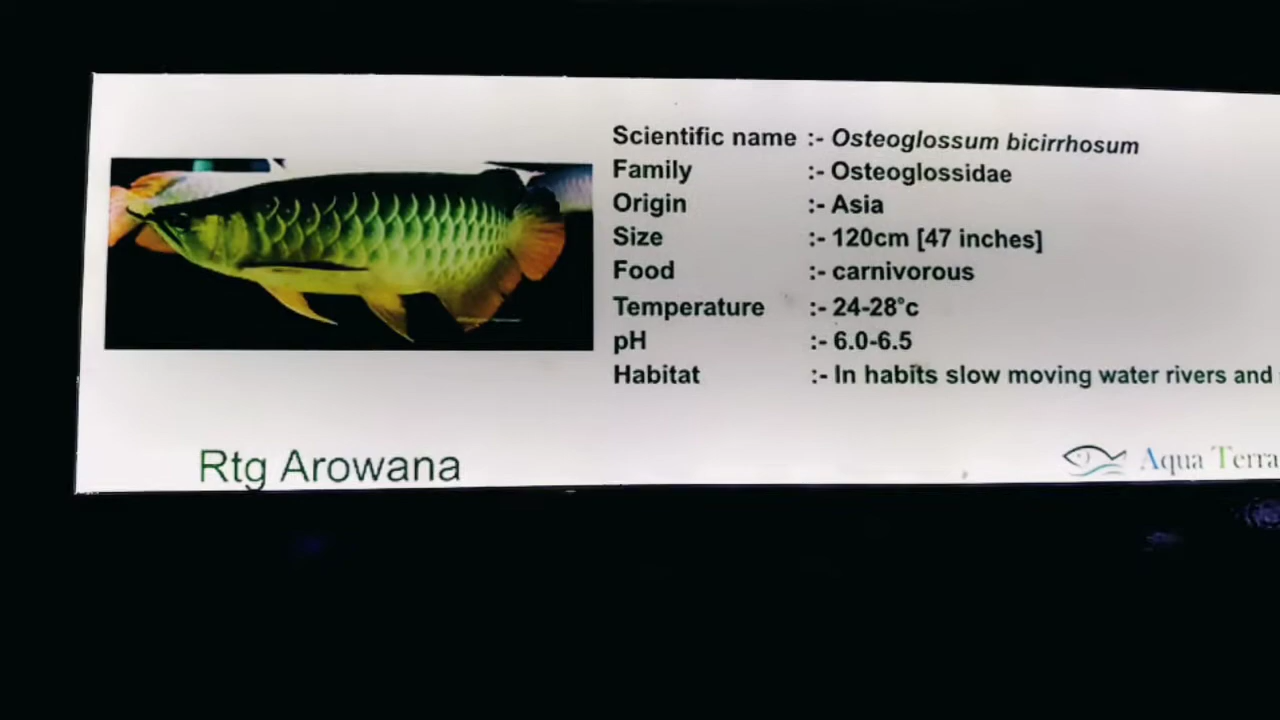 Scientific name :- Osteoglossum bicirrhosum
Family :- Osteoglossidae
Origin :- Asia
Size :- 120cm [47 inches]
Food :- carnivorous
Temperature :- 24-28°c
pH :- 6.0-6.5
Habitat :- In habits slow moving water rivers and
Rtg Arowana
Aqua Terra